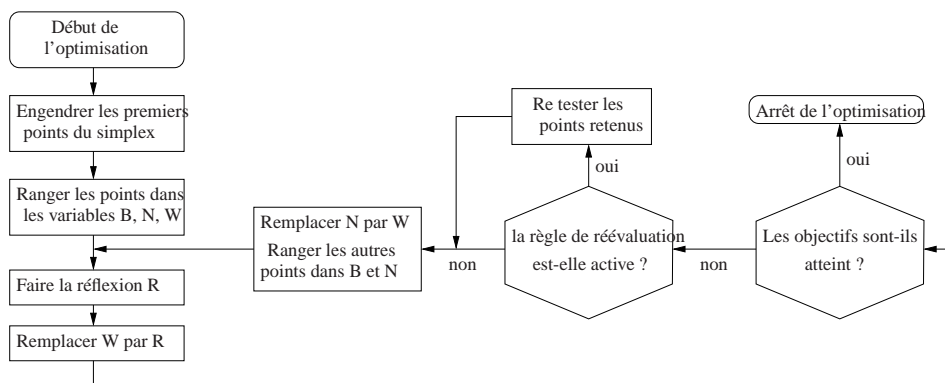 Début de
l'optimisation
Engendrer les premiers
points du simplex
Ranger les points dans
les variables B, N, W
Faire la réflexion R
Remplacer W par R
Remplacer N par W
Ranger les autres
points dans B et N
non
Re tester les
points retenus
oui
la règle de réévaluation
est-elle active ?
non
Arrêt de l'optimisation
oui
Les objectifs sont-ils
atteint ?